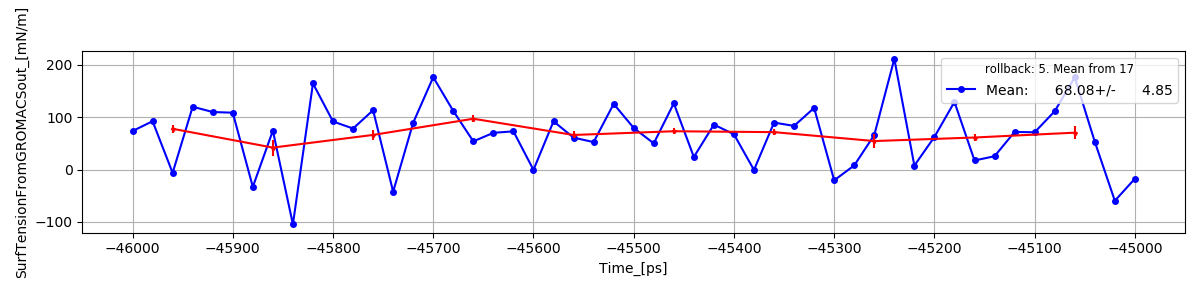 SurfTensionFromGROMACSout_[mN/m]
200
100
0
−100
rollback: 5. Mean from 17
Mean: 68.08+/- 4.85
−46000 −45900 −45800 −45700 −45600 −45500 −45400 −45300 −45200 −45100 −45000
Time_[ps]